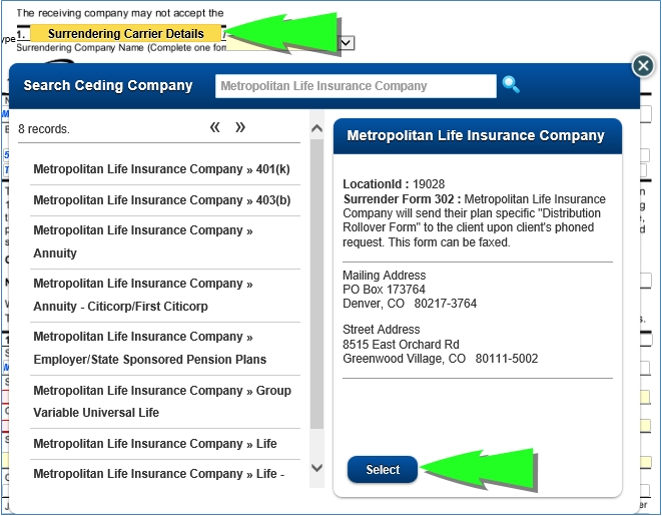 The receiving company may not accept the
ype 1. Surrendering Carrier Details
Surrendering Company Name (Complete one for
Search Ceding Company
Metropolitan Life Insurance Company
8 records.
« »
Metropolitan Life Insurance Company » 401(k)
Metropolitan Life Insurance Company » 403(b)
Metropolitan Life Insurance Company »
Annuity
Metropolitan Life Insurance Company »
Annuity - Citicorp/First Citicorp
Metropolitan Life Insurance Company »
Employer/State Sponsored Pension Plans
Metropolitan Life Insurance Company » Group
Variable Universal Life
Metropolitan Life Insurance Company » Life
Metropolitan Life Insurance Company » Life -
Metropolitan Life Insurance Company
LocationId : 19028
Surrender Form 302 : Metropolitan Life Insurance
Company will send their plan specific "Distribution
Rollover Form" to the client upon client's phoned
request. This form can be faxed.
Mailing Address
PO Box 173764
Denver, CO 80217-3764
Street Address
8515 East Orchard Rd
Greenwood Village, CO 80111-5002
Select